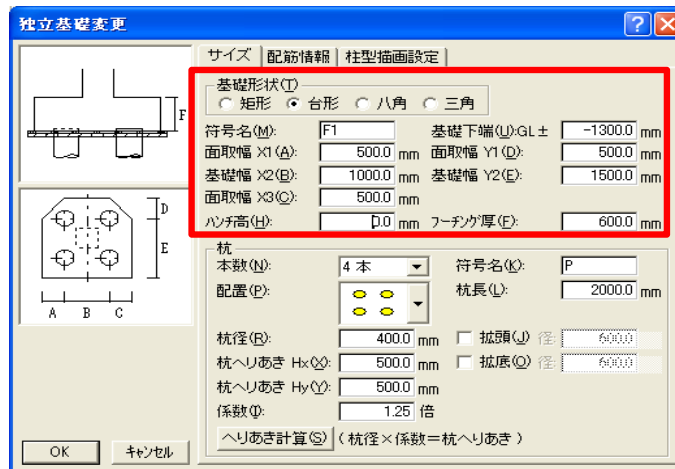 独立基礎変更
サイズ 配筋情報 柱型描画設定
基礎形状(T)
矩形 台形 八角 三角
符号名(M): F1 基礎下端(U):GL± -1300.0 mm
面取幅 X1(A): 500.0 mm 面取幅 Y1(D): 500.0 mm
基礎幅 X2(B): 1000.0 mm 基礎幅 Y2(E): 1500.0 mm
面取幅 X3(C): 500.0 mm
ハンチ高(H): 0.0 mm フーチング厚(F): 600.0 mm
F
D
E
A B C
杭
本数(N): 4 本 符号名(K): P
配置(P): 杭長(L): 2000.0 mm
杭径(R): 400.0 mm 拡頭(J) 径: 600.0
杭へりあき Hx(X): 500.0 mm 拡底(O) 径: 600.0
杭へりあき Hy(Y): 500.0 mm
係数(I): 1.25 倍
へりあき計算(S) (杭径×係数=杭へりあき)
OK キャンセル